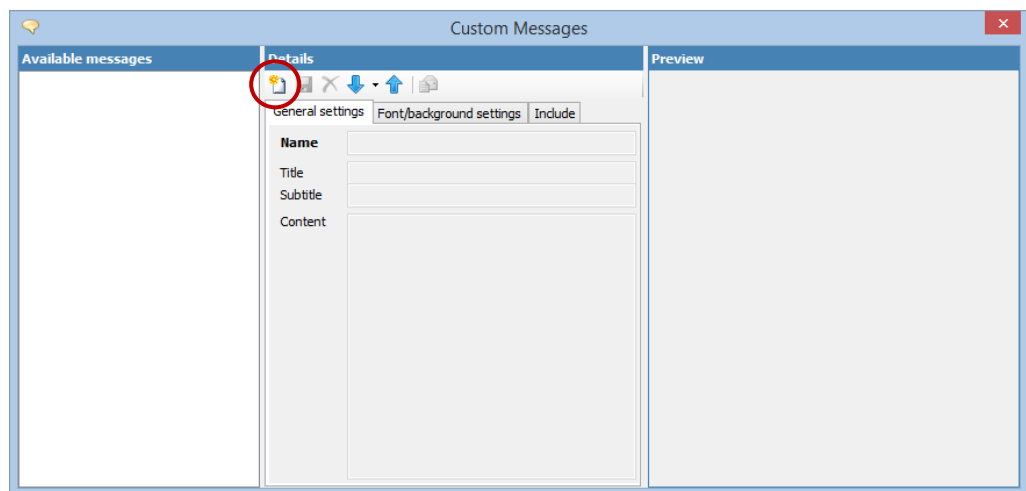 Custom Messages
Available messages
Details
Preview
General settings
Font/background settings
Include
Name
Title
Subtitle
Content